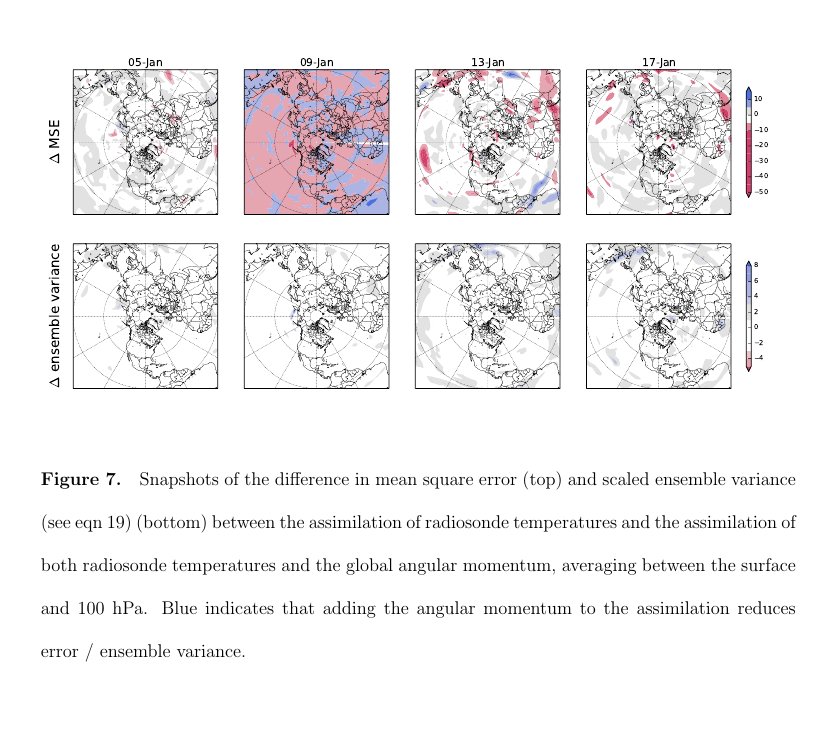 05-Jan
09-Jan
13-Jan
17-Jan
Δ MSE
10
0
−10
−20
−30
−40
−50
Δ ensemble variance
8
6
4
2
0
−2
−4
Figure 7. Snapshots of the difference in mean square error (top) and scaled ensemble variance
(see eqn 19) (bottom) between the assimilation of radiosonde temperatures and the assimilation of
both radiosonde temperatures and the global angular momentum, averaging between the surface
and 100 hPa. Blue indicates that adding the angular momentum to the assimilation reduces
error / ensemble variance.